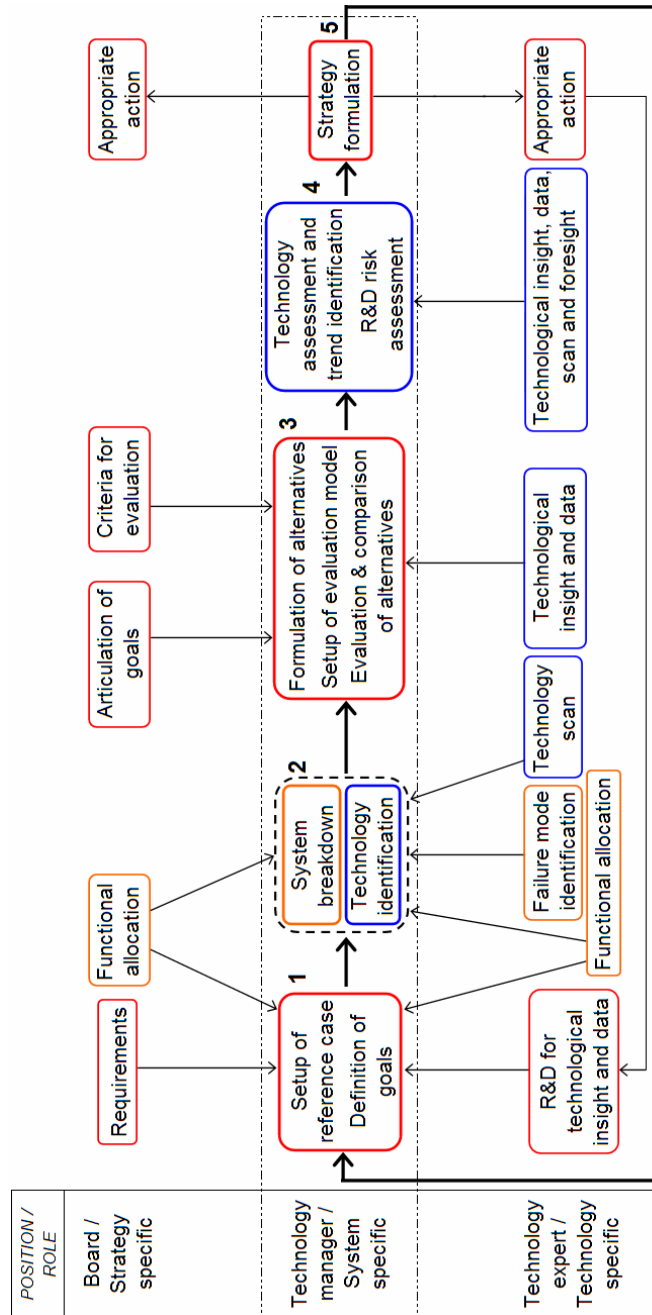 POSITION /
ROLE
Board /
Strategy
specific
Requirements
Functional
allocation
Articulation of
goals
Criteria for
evaluation
Appropriate
action
Technology
manager /
System
specific
1
Setup of
reference case
Definition of
goals
2
System
breakdown
Technology
identification
3
Formulation of alternatives
Setup of evaluation model
Evaluation & comparison
of alternatives
4
Technology
assessment and
trend identification
R&D risk
assessment
5
Strategy
formulation
Technology
expert /
Technology
specific
R&D for
technological
insight and data
Failure mode
identification
Functional allocation
Technology
scan
Technological
insight and data
Technological insight, data,
scan and foresight
Appropriate
action